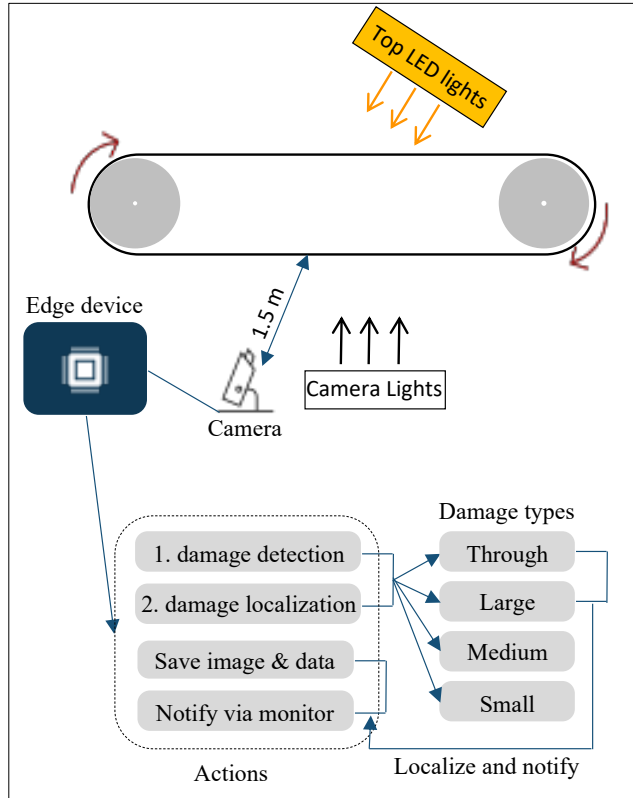 Top LED lights
1.5 m
Edge device
Camera Lights
Camera
Damage types
1. damage detection
Through
2. damage localization
Large
Save image & data
Medium
Notify via monitor
Small
Actions
Localize and notify